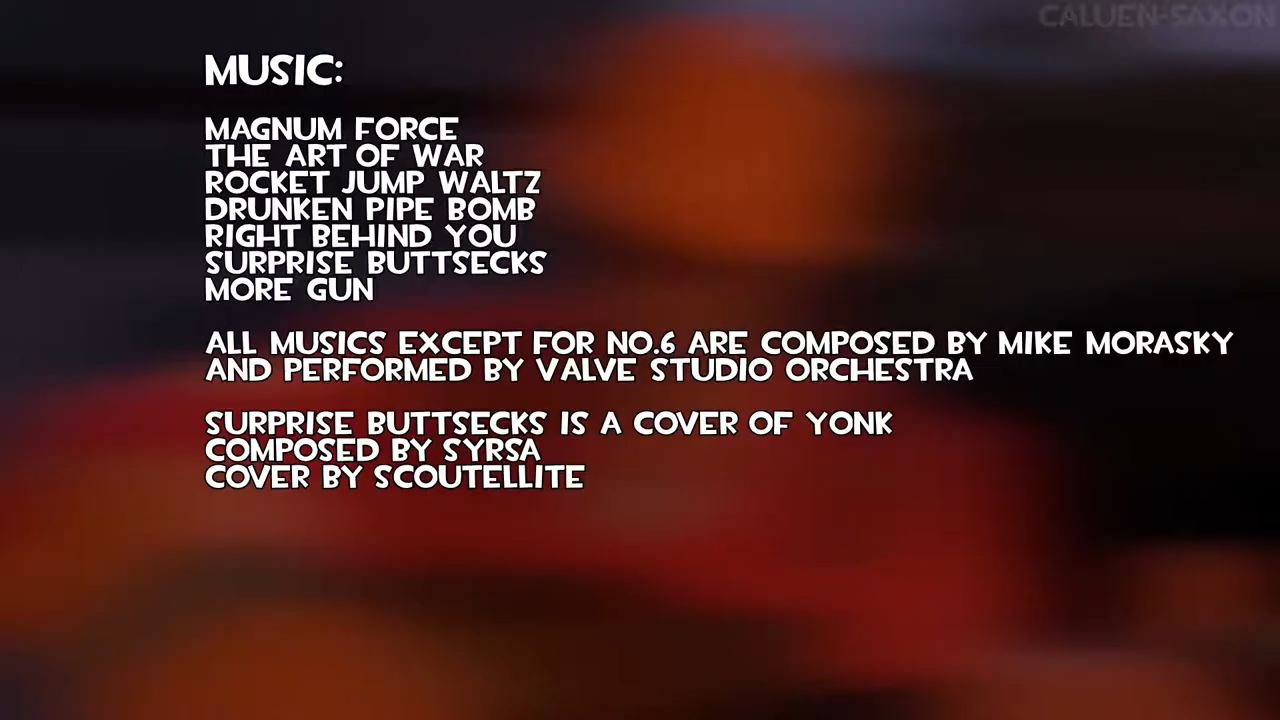 CALUEN-SAXON
MUSIC:
MAGNUM FORCE
THE ART OF WAR
ROCKET JUMP WALTZ
DRUNKEN PIPE BOMB
RIGHT BEHIND YOU
SURPRISE BUTTSECKS
MORE GUN
ALL MUSICS EXCEPT FOR NO.6 ARE COMPOSED BY MIKE MORASKY
AND PERFORMED BY VALVE STUDIO ORCHESTRA
SURPRISE BUTTSECKS IS A COVER OF YONK
COMPOSED BY SYRSA
COVER BY SCOUTELLITE